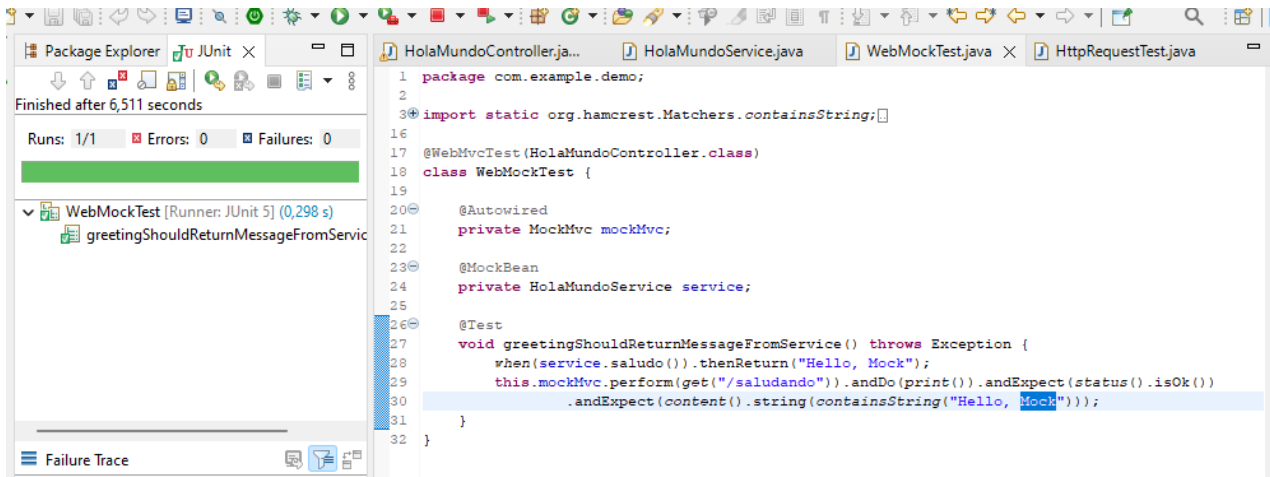 Package Explorer JUnit
Finished after 6,511 seconds
Runs: 1/1 Errors: 0 Failures: 0
WebMockTest [Runner: JUnit 5] (0,298 s)
greetingShouldReturnMessageFromServic
Failure Trace
HolaMundoController.ja... HolaMundoService.java WebMockTest.java HttpRequestTest.java
1 package com.example.demo;
2
3 import static org.hamcrest.Matchers.containsString;
16
17 @WebMvcTest(HolaMundoController.class)
18 class WebMockTest {
19
20 @Autowired
21 private MockMvc mockMvc;
22
23 @MockBean
24 private HolaMundoService service;
25
26 @Test
27 void greetingShouldReturnMessageFromService() throws Exception {
28 when(service.saludo()).thenReturn("Hello, Mock");
29 this.mockMvc.perform(get("/saludando")).andDo(print()).andExpect(status().isOk())
30 .andExpect(content().string(containsString("Hello, Mock")));
31 }
32 }